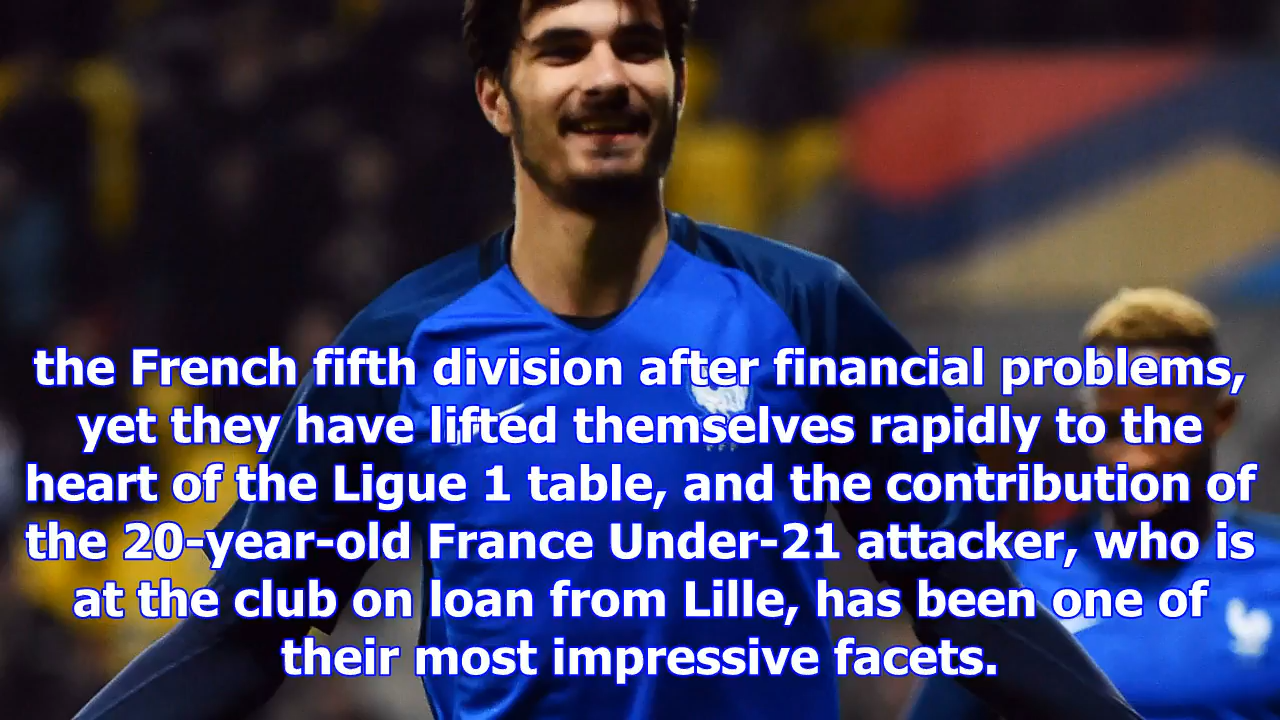 the French fifth division after financial problems,
yet they have lifted themselves rapidly to the
heart of the Ligue 1 table, and the contribution of
the 20-year-old France Under-21 attacker, who is
at the club on loan from Lille, has been one of
their most impressive facets.